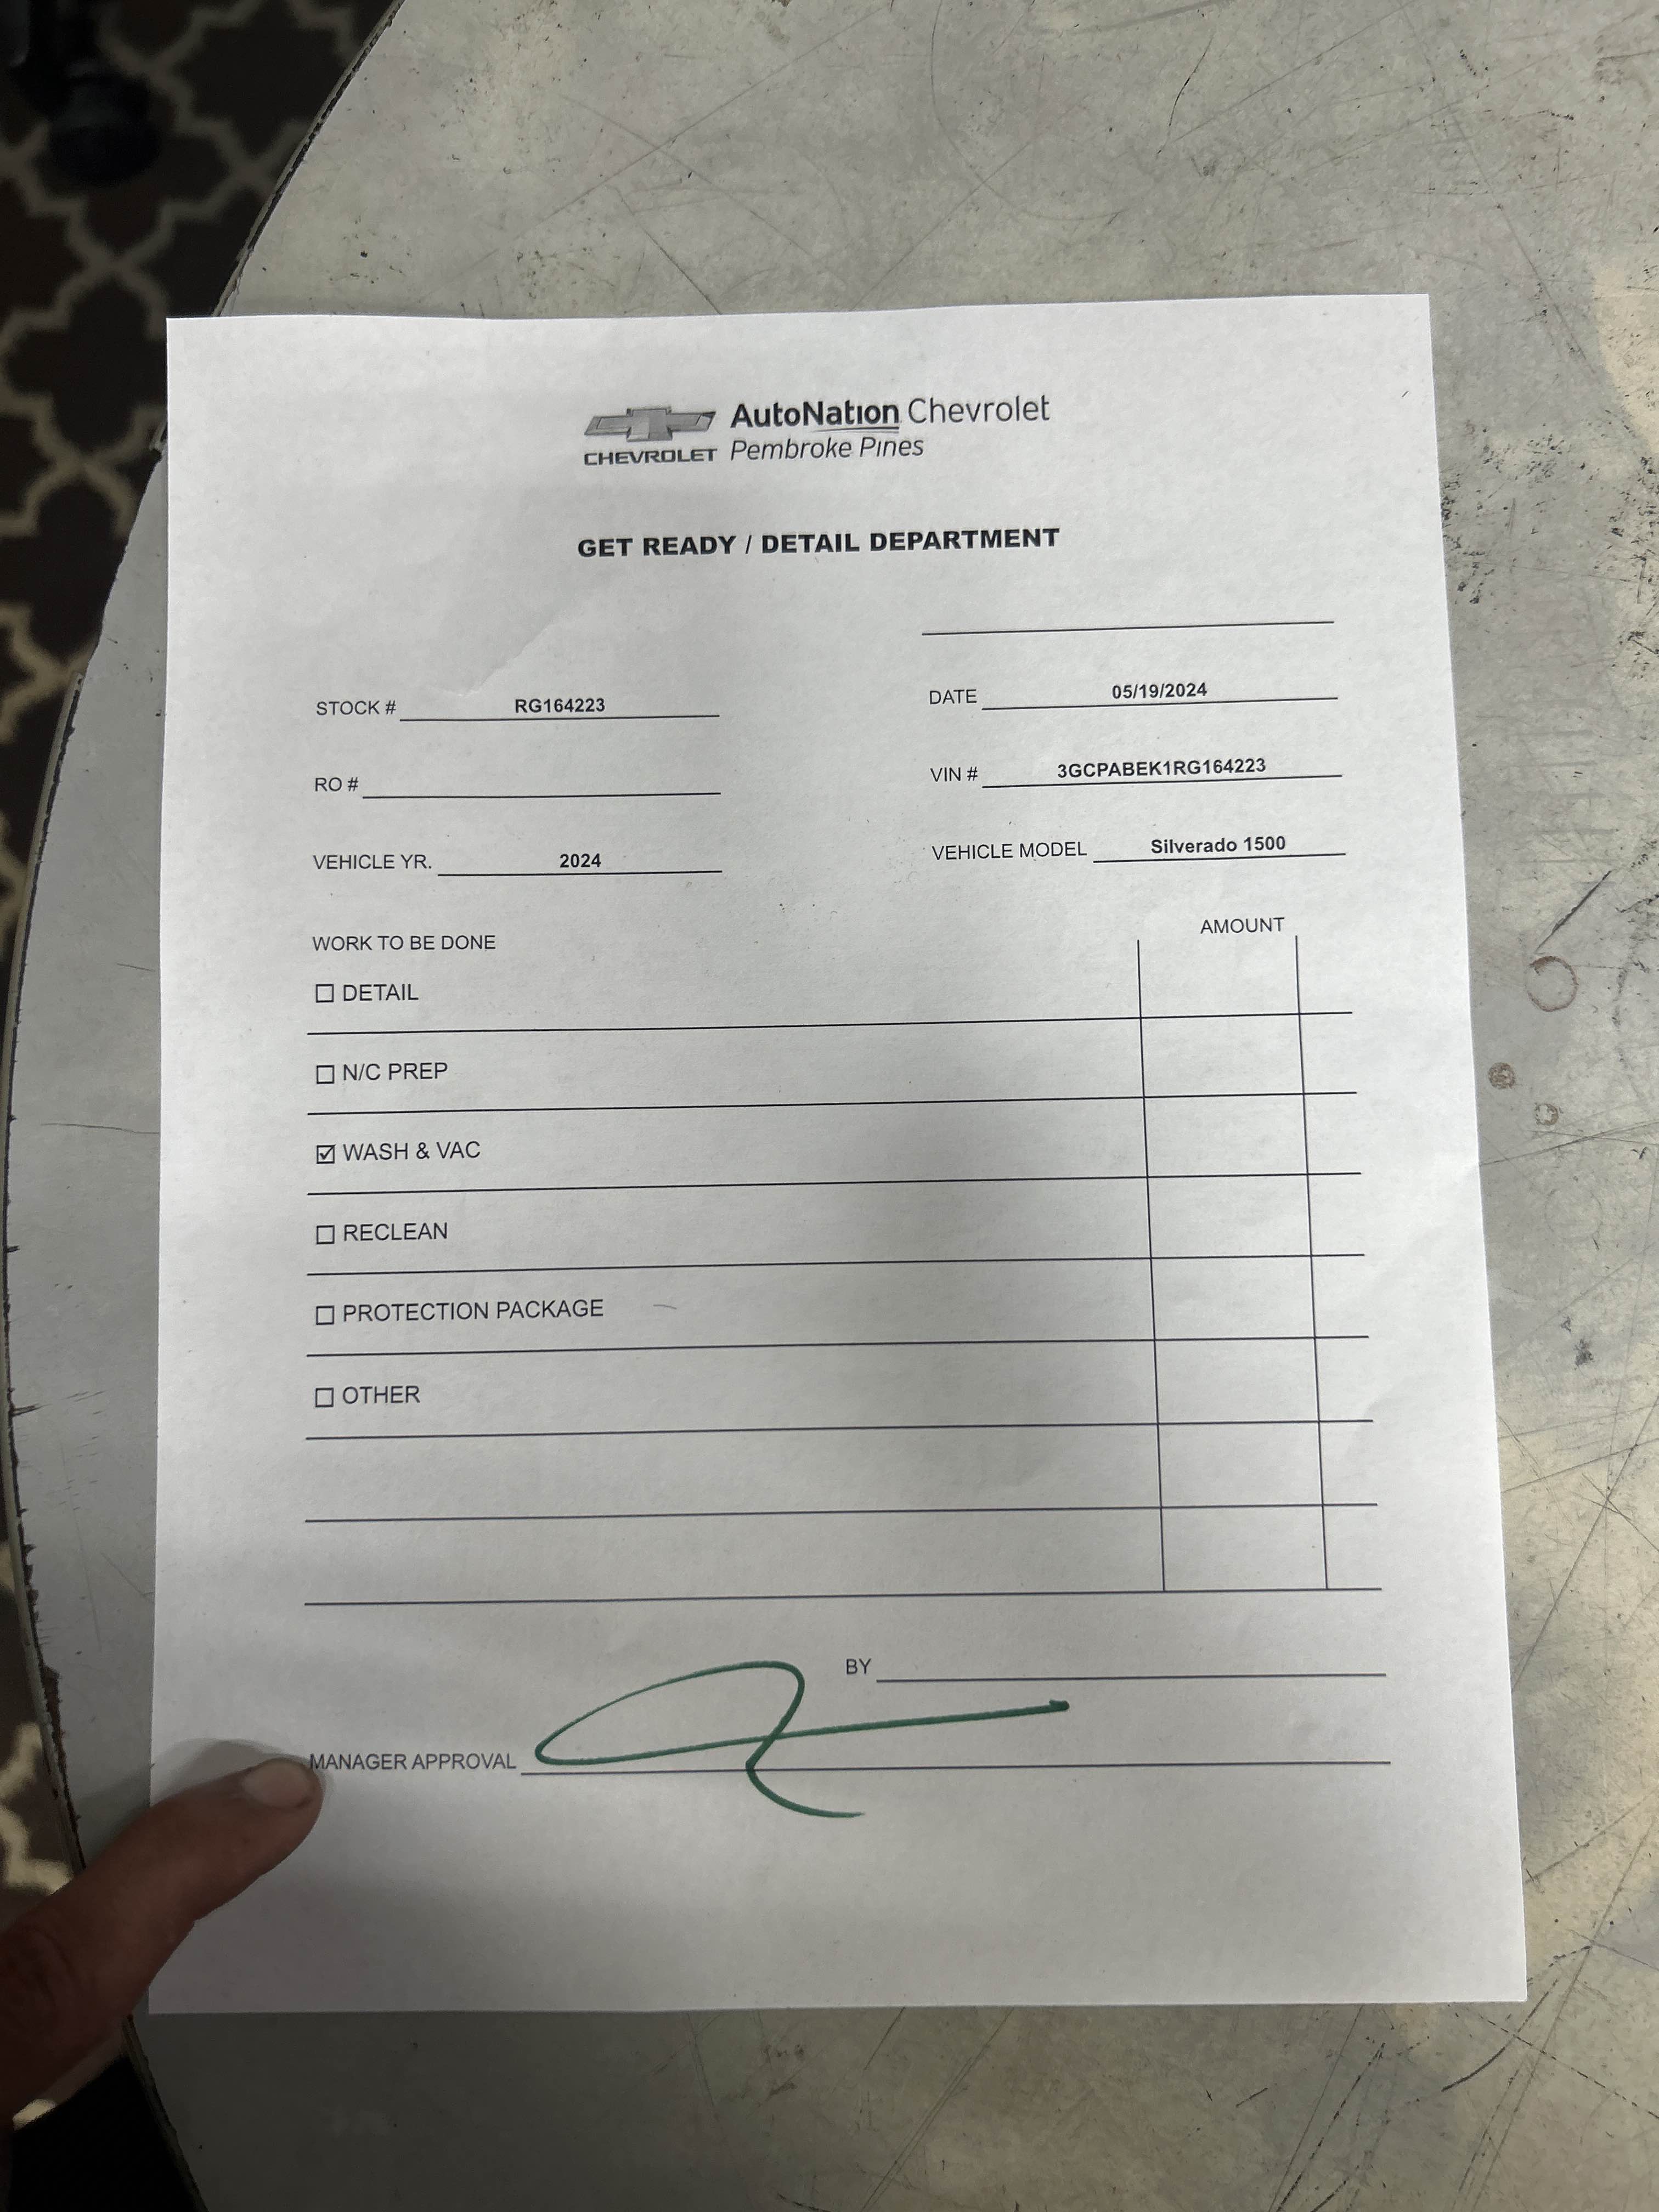 AutoNation Chevrolet
CHEVROLET Pembroke Pines
GET READY / DETAIL DEPARTMENT
STOCK # RG164223 DATE 05/19/2024
RO # VIN # 3GCPABEK1RG164223
VEHICLE YR. 2024 VEHICLE MODEL Silverado 1500
WORK TO BE DONE AMOUNT
☐ DETAIL
☐ N/C PREP
☑ WASH & VAC
☐ RECLEAN
☐ PROTECTION PACKAGE
☐ OTHER
BY
MANAGER APPROVAL